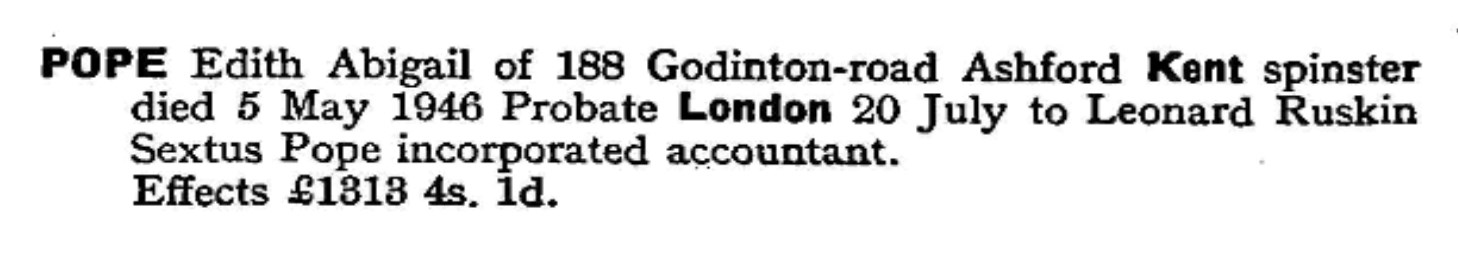 POPE Edith Abigail of 188 Godinton-road Ashford Kent spinster
died 5 May 1946 Probate London 20 July to Leonard Ruskin
Sextus Pope incorporated accountant.
Effects £1313 4s. 1d.